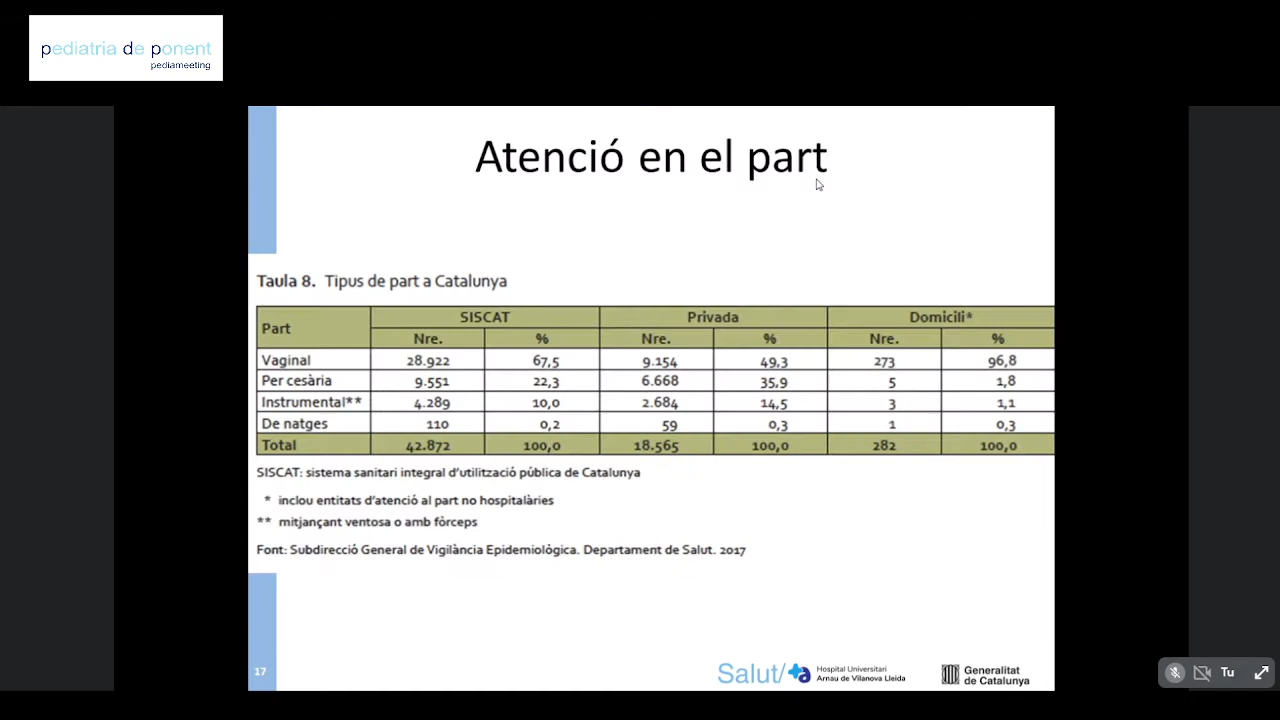 pediatria de ponent
pediameeting
Atenció en el part
Taula 8. Tipus de part a Catalunya
Part SISCAT Privada Domicili*
Nre. % Nre. % Nre. %
Vaginal 28.922 67,5 9.154 49,3 273 96,8
Per cesària 9.551 22,3 6.668 35,9 5 1,8
Instrumental** 4.289 10,0 2.684 14,5 3 1,1
De natges 110 0,2 59 0,3 1 0,3
Total 42.872 100,0 18.565 100,0 282 100,0
SISCAT: sistema sanitari integral d'utilització pública de Catalunya
* inclou entitats d'atenció al part no hospitalàries
** mitjançant ventosa o amb fòrceps
Font: Subdirecció General de Vigilància Epidemiològica. Departament de Salut. 2017
17
Salut/
Hospital Universitari
Arnau de Vilanova Lleida
Generalitat
de Catalunya
Tu